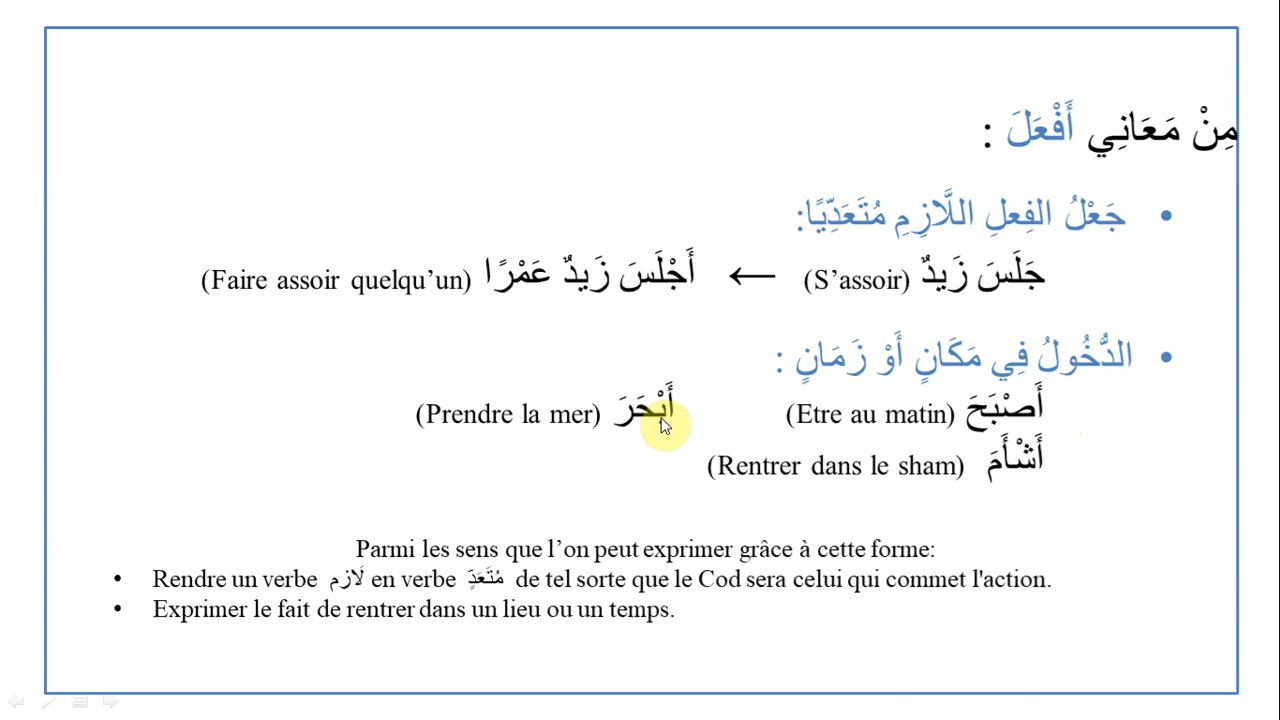 مِنْ مَعَانِي أَفْعَلَ :
• جَعْلُ الفِعلِ اللَّازِمِ مُتَعَدِّيًا:
جَلَسَ زَيدٌ (S’assoir) ← أَجْلَسَ زَيدٌ عَمْرًا (Faire assoir quelqu’un)
• الدُّخُولُ فِي مَكَانٍ أَوْ زَمَانٍ :
أَصْبَحَ (Etre au matin) أَبْحَرَ (Prendre la mer)
أَشْأَمَ (Rentrer dans le sham)
Parmi les sens que l’on peut exprimer grâce à cette forme:
• Rendre un verbe لَازم en verbe مُتَعَدٍّ de tel sorte que le Cod sera celui qui commet l'action.
• Exprimer le fait de rentrer dans un lieu ou un temps.